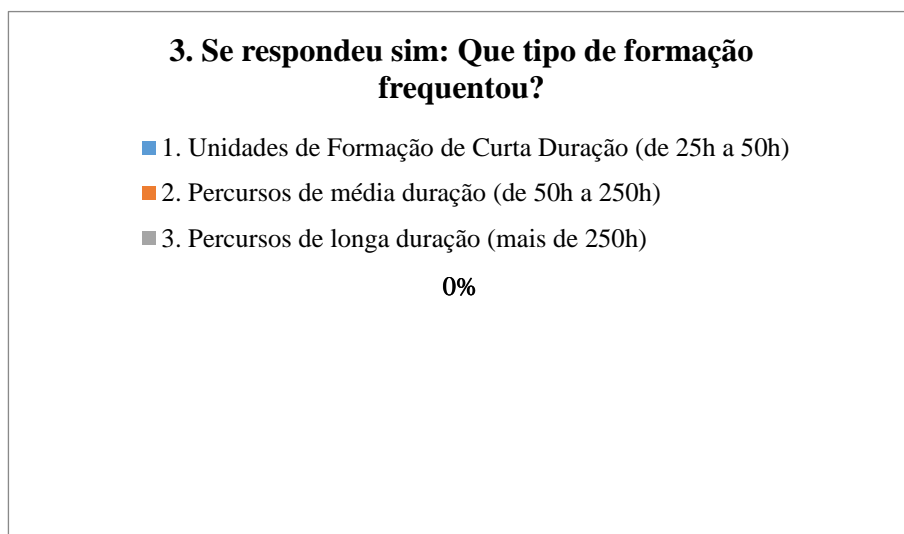 3. Se respondeu sim: Que tipo de formação
frequentou?
1. Unidades de Formação de Curta Duração (de 25h a 50h)
2. Percursos de média duração (de 50h a 250h)
3. Percursos de longa duração (mais de 250h)
0%